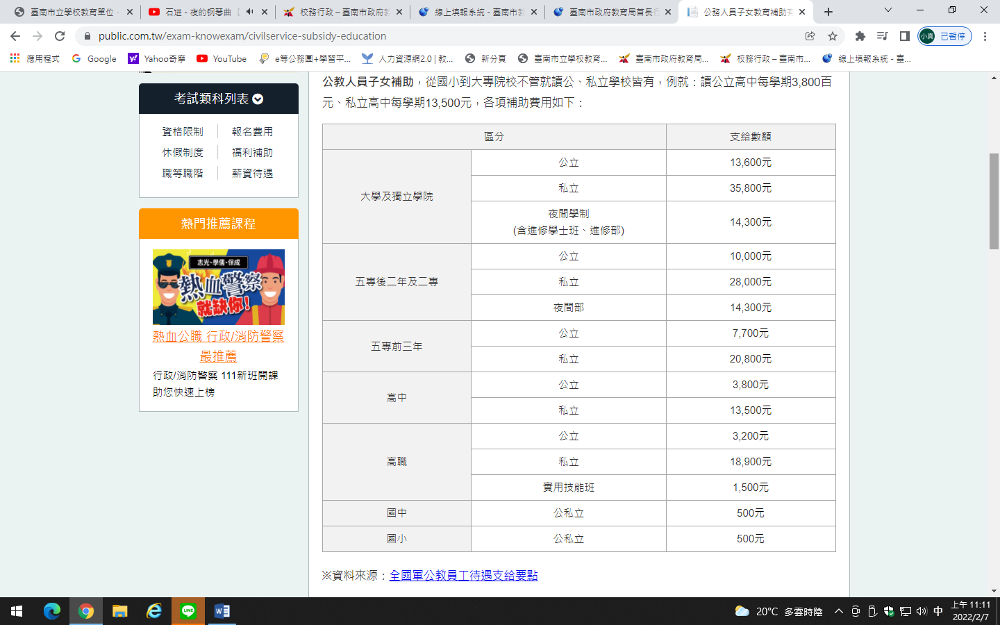 臺南市立學校教育單位 -
石进 - 夜的钢琴曲
校務行政 – 臺南市政府教
線上填報系統 - 臺南市教
臺南市政府教育局首長行
公務人員子女教育補助有
public.com.tw/exam-knowexam/civilservice-subsidy-education
小真 已暫停
應用程式 Google Yahoo奇摩 YouTube e等公務園+學習平... 人力資源網2.0 | 教... 新分頁 臺南市立學校教育... 臺南市政府教育局... 校務行政 – 臺南市... 線上填報系統 - 臺...
考試類科列表
資格限制 報名費用
休假制度 福利補助
職等職階 薪資待遇
熱門推薦課程
志光、學儒、保成
熱血警察
就缺你!
熱血公職 行政/消防警察
最推薦
行政/消防警察 111新班開課
助您快速上榜
公教人員子女補助，從國小到大專院校不管就讀公、私立學校皆有，例就：讀公立高中每學期3,800百
元、私立高中每學期13,500元，各項補助費用如下：
區分 支給數額
大學及獨立學院 公立 13,600元
私立 35,800元
夜間學制
(含進修學士班、進修部) 14,300元
五專後二年及二專 公立 10,000元
私立 28,000元
夜間部 14,300元
五專前三年 公立 7,700元
私立 20,800元
高中 公立 3,800元
私立 13,500元
高職 公立 3,200元
私立 18,900元
實用技能班 1,500元
國中 公私立 500元
國小 公私立 500元
※資料來源：全國軍公教員工待遇支給要點
LINE
20°C 多雲時陰
中
上午 11:11
2022/2/7